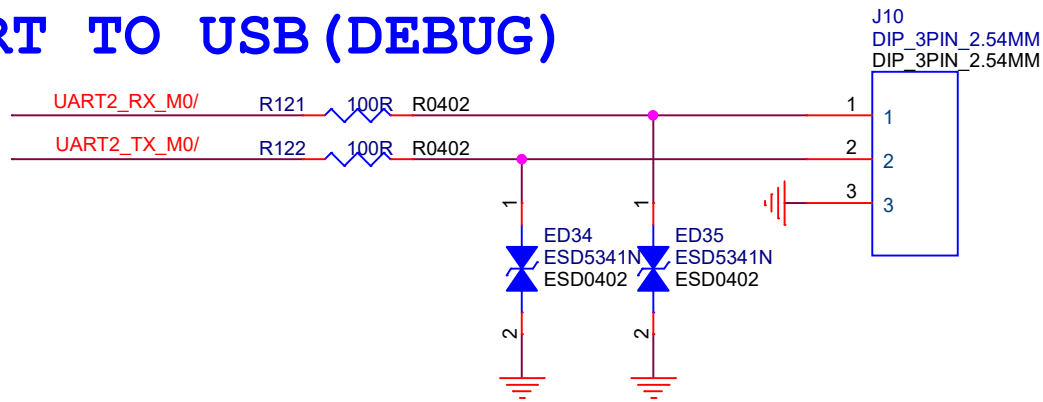 RT TO USB(DEBUG)
J10
DIP_3PIN_2.54MM
DIP_3PIN_2.54MM
UART2_RX_M0/ R121 100R R0402 1 1
UART2_TX_M0/ R122 100R R0402 2 2
3 3
1 1
ED34 ED35
ESD5341N ESD5341N
ESD0402 ESD0402
2 2